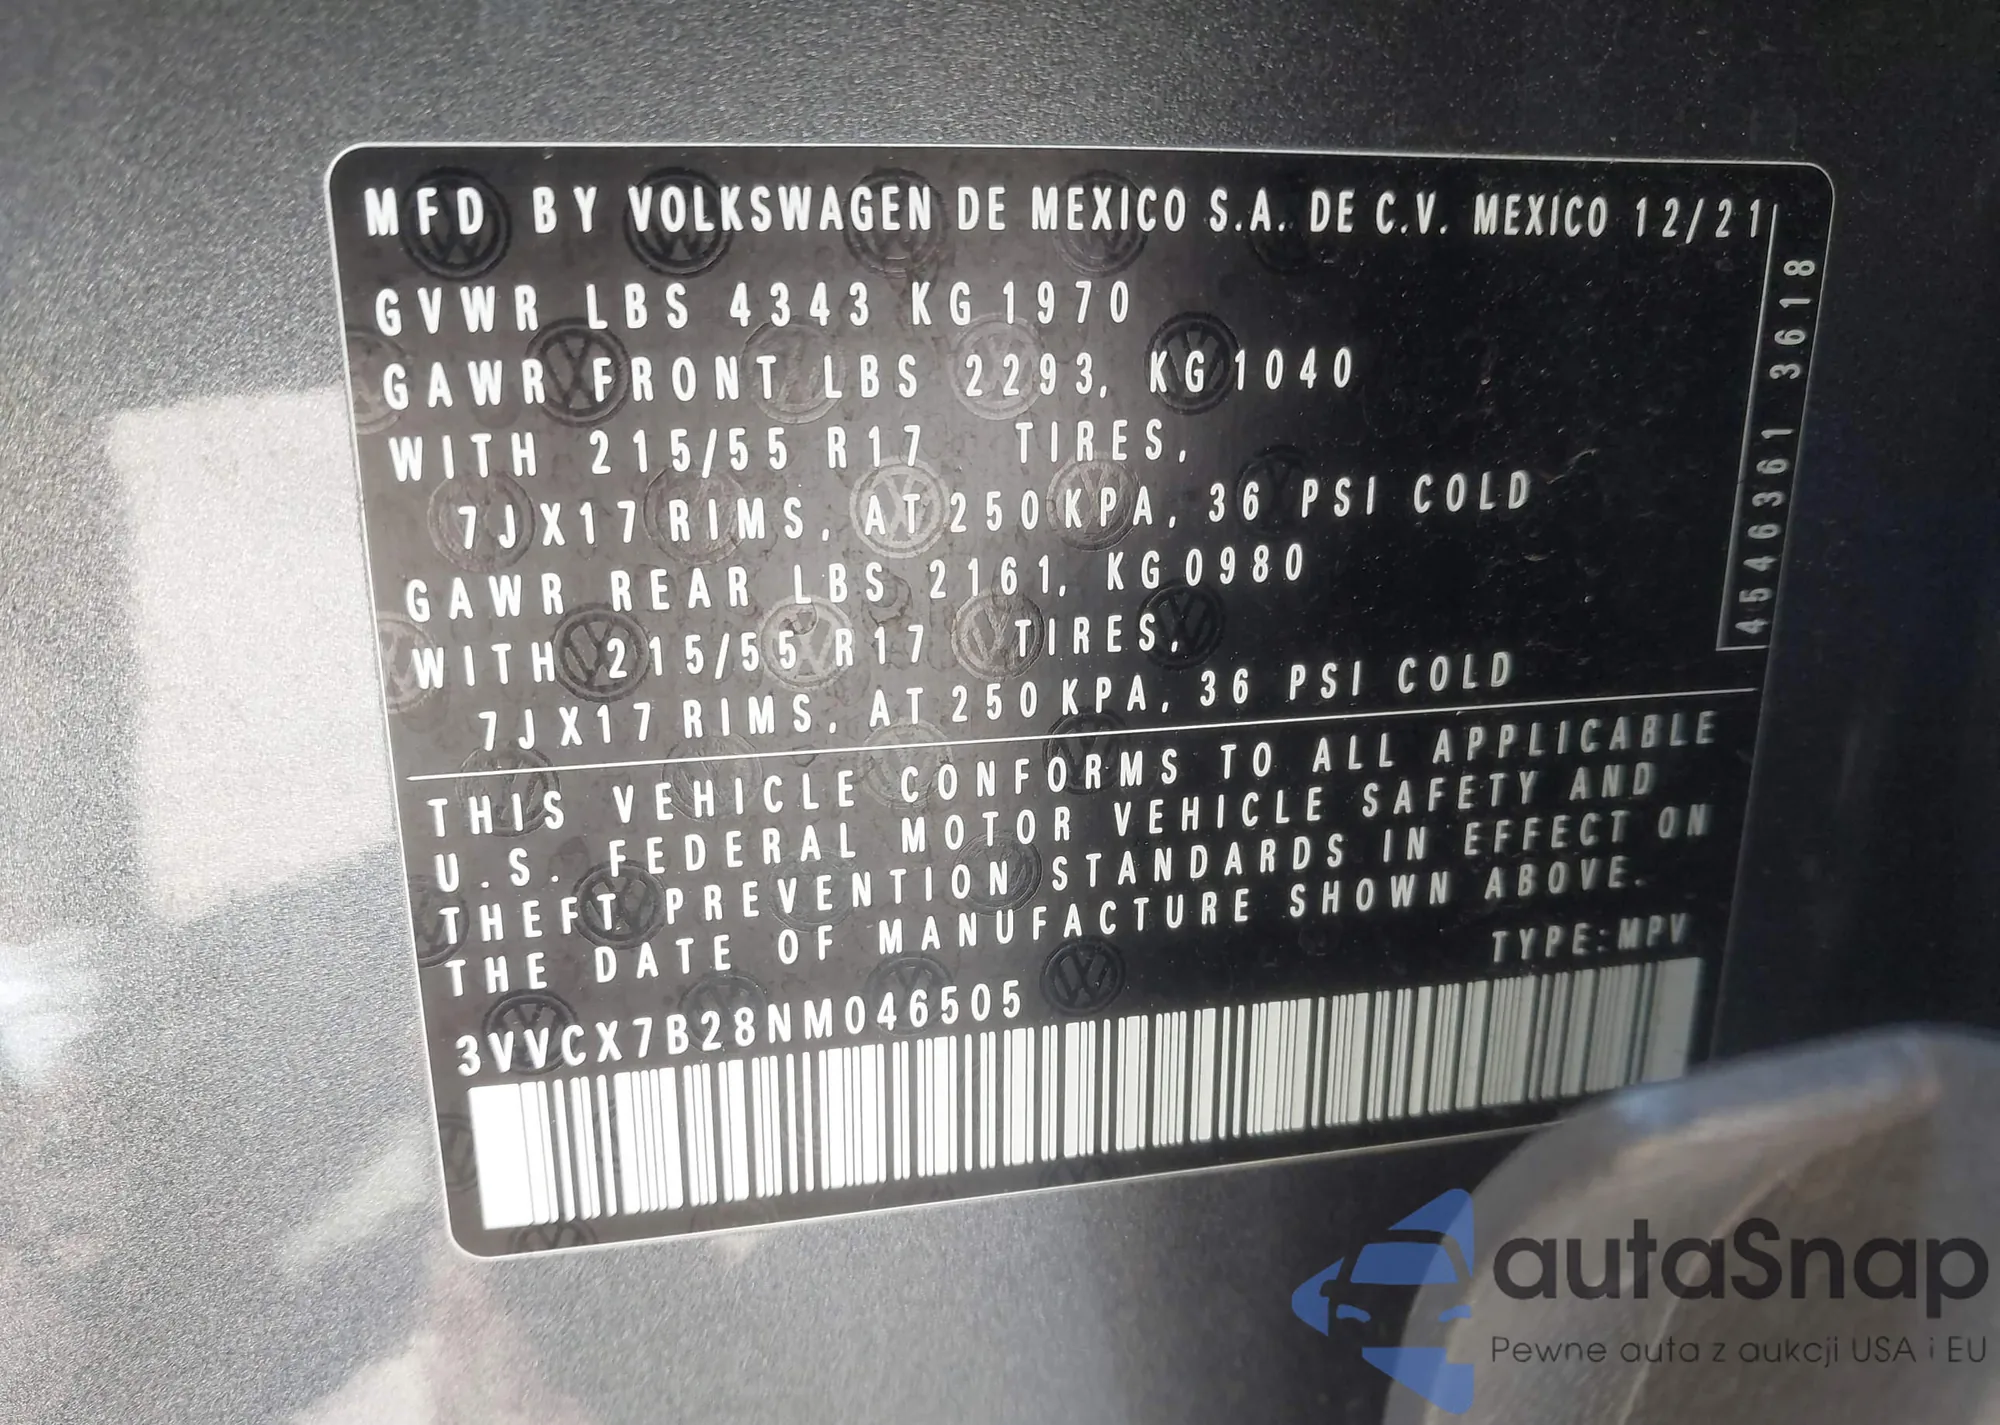 MFD BY VOLKSWAGEN DE MEXICO S.A. DE C.V. MEXICO 12/21
GVWR LBS 4343 KG 1970
GAWR FRONT LBS 2293, KG 1040
WITH 215/55 R17 TIRES,
7JX17 RIMS, AT 250 KPA, 36 PSI COLD
GAWR REAR LBS 2161, KG 0980
WITH 215/55 R17 TIRES,
7JX17 RIMS, AT 250 KPA, 36 PSI COLD
4546361 3618
THIS VEHICLE CONFORMS TO ALL APPLICABLE
U.S. FEDERAL MOTOR VEHICLE SAFETY AND
THEFT PREVENTION STANDARDS IN EFFECT ON
THE DATE OF MANUFACTURE SHOWN ABOVE.
TYPE:MPV
3VVCX7B28NM046505
autaSnap
Pewne auta z aukcji USA i EU